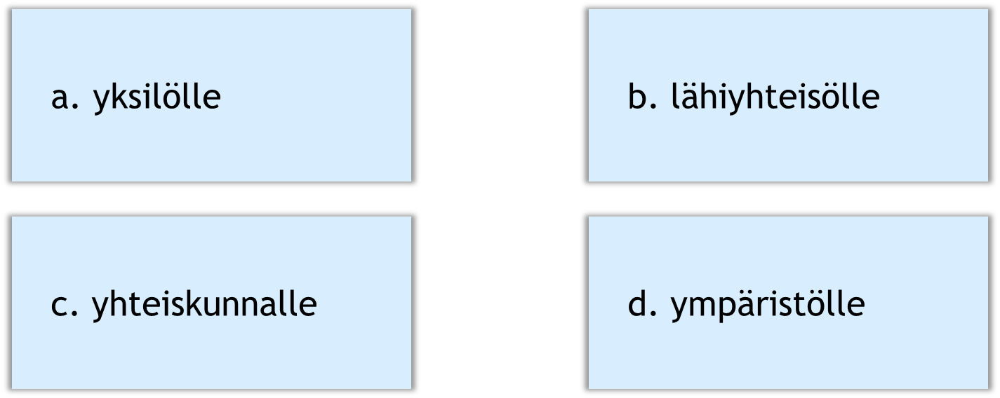 a. yksilölle
b. lähiyhteisölle
c. yhteiskunnalle
d. ympäristölle